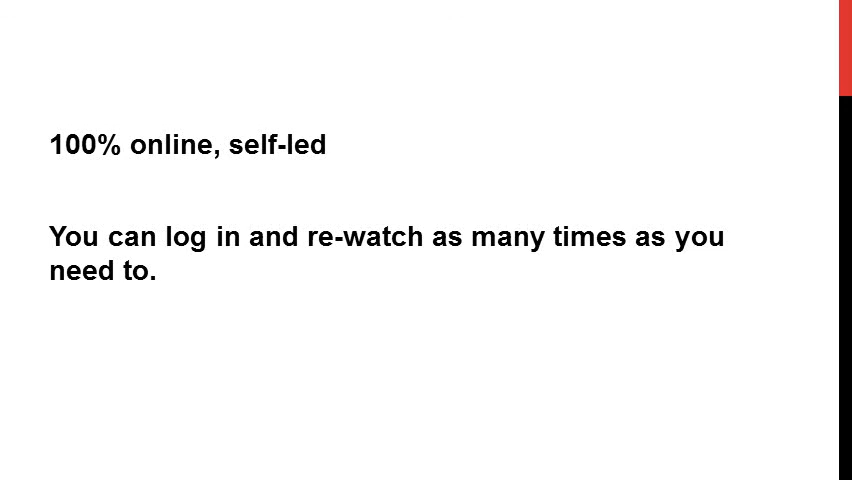 100% online, self-led
You can log in and re-watch as many times as you
need to.